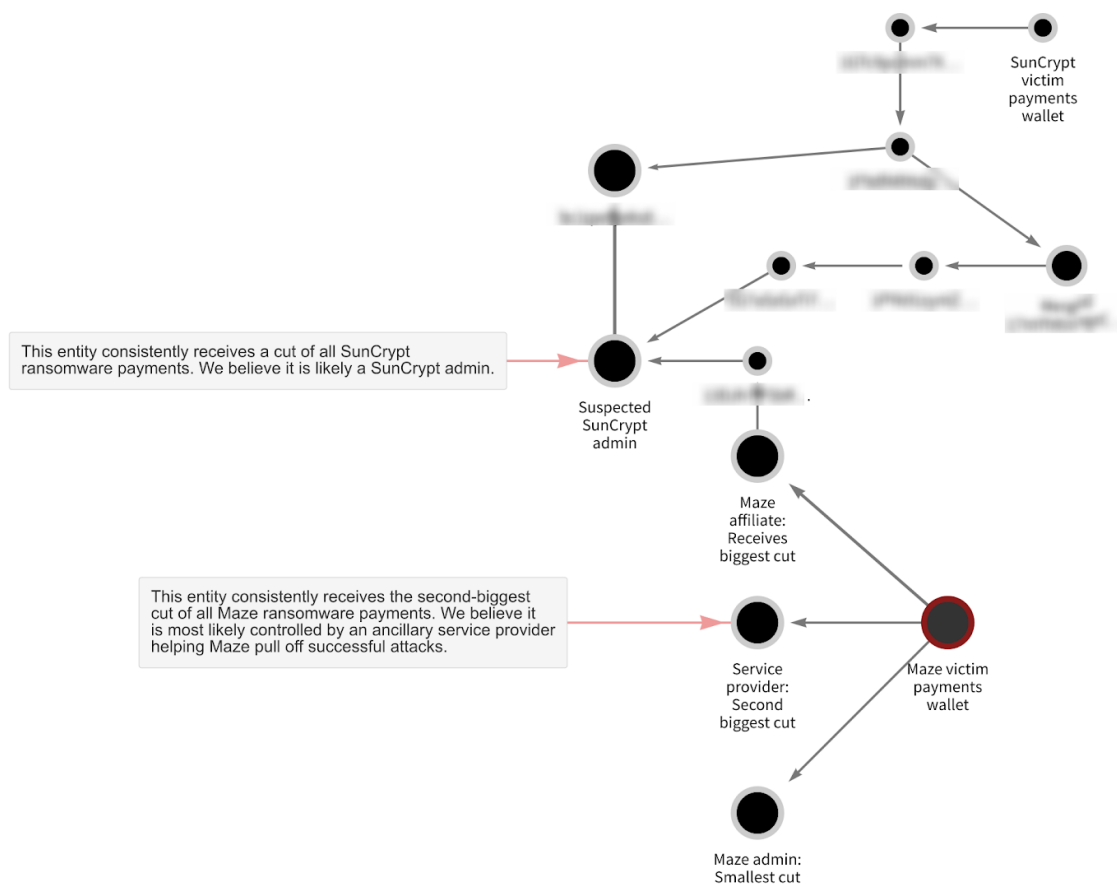 SunCrypt
victim
payments
wallet
This entity consistently receives a cut of all SunCrypt
ransomware payments. We believe it is likely a SunCrypt admin.
Suspected
SunCrypt
admin
Maze
affiliate:
Receives
biggest cut
This entity consistently receives the second-biggest
cut of all Maze ransomware payments. We believe it
is most likely controlled by an ancillary service provider
helping Maze pull off successful attacks.
Service
provider:
Second
biggest cut
Maze victim
payments
wallet
Maze admin:
Smallest cut